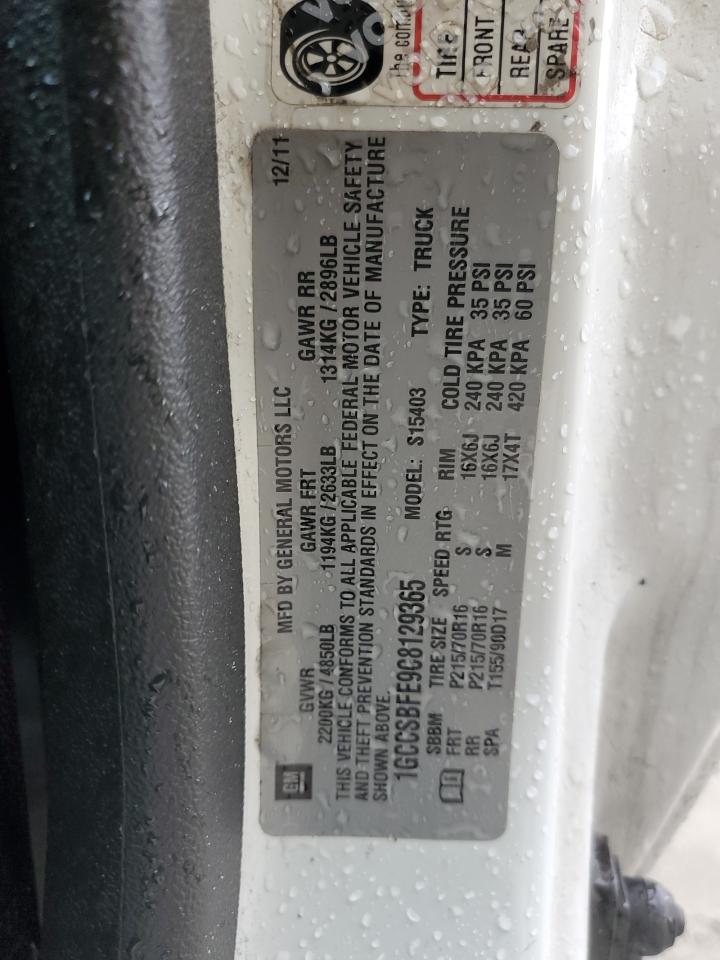 The
TIRE
FRONT
REAR
SPARE
12/11
MFD BY GENERAL MOTORS LLC
GVWR GAWR FRT GAWR RR
2200KG/4850LB 1194KG/2633LB 1314KG/2896LB
THIS VEHICLE CONFORMS TO ALL APPLICABLE FEDERAL MOTOR VEHICLE SAFETY
AND THEFT PREVENTION STANDARDS IN EFFECT ON THE DATE OF MANUFACTURE
SHOWN ABOVE.
1GCCSBFE9C8129365 MODEL: S15403 TYPE: TRUCK
SBBM TIRE SIZE SPEED RTG RIM COLD TIRE PRESSURE
FRT P215/70R16 S 16X6J 240 KPA 35 PSI
RR P215/70R16 S 16X6J 240 KPA 35 PSI
SPA T155/90D17 M 17X4T 420 KPA 60 PSI
GM